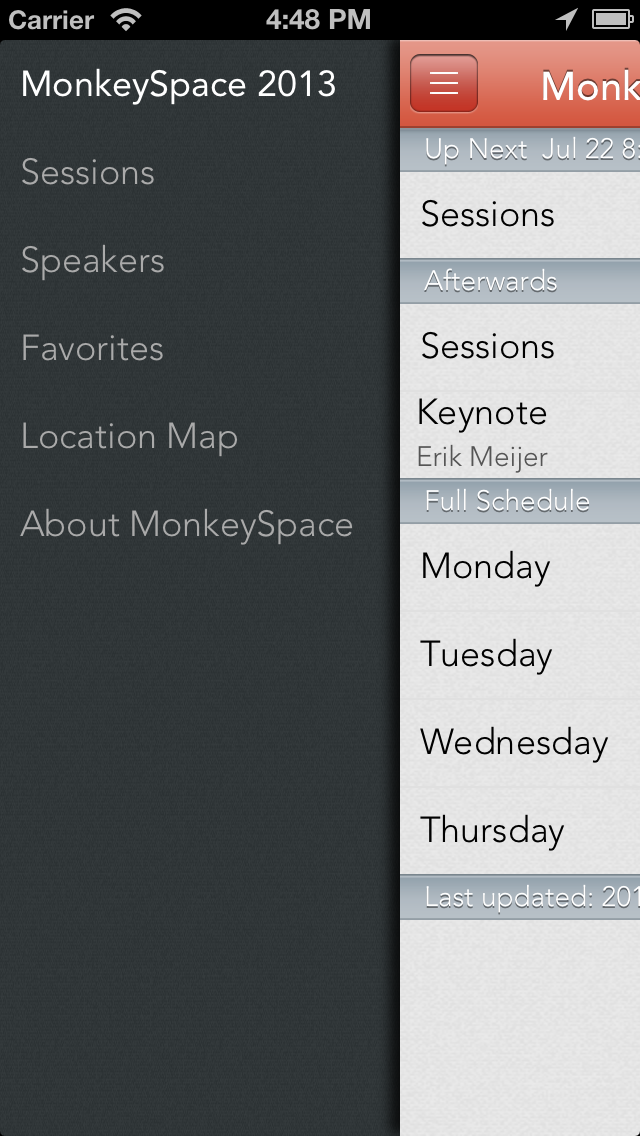 Carrier 4:48 PM
MonkeySpace 2013
Sessions
Speakers
Favorites
Location Map
About MonkeySpace
Monk
Up Next Jul 22 8:
Sessions
Afterwards
Sessions
Keynote
Erik Meijer
Full Schedule
Monday
Tuesday
Wednesday
Thursday
Last updated: 201